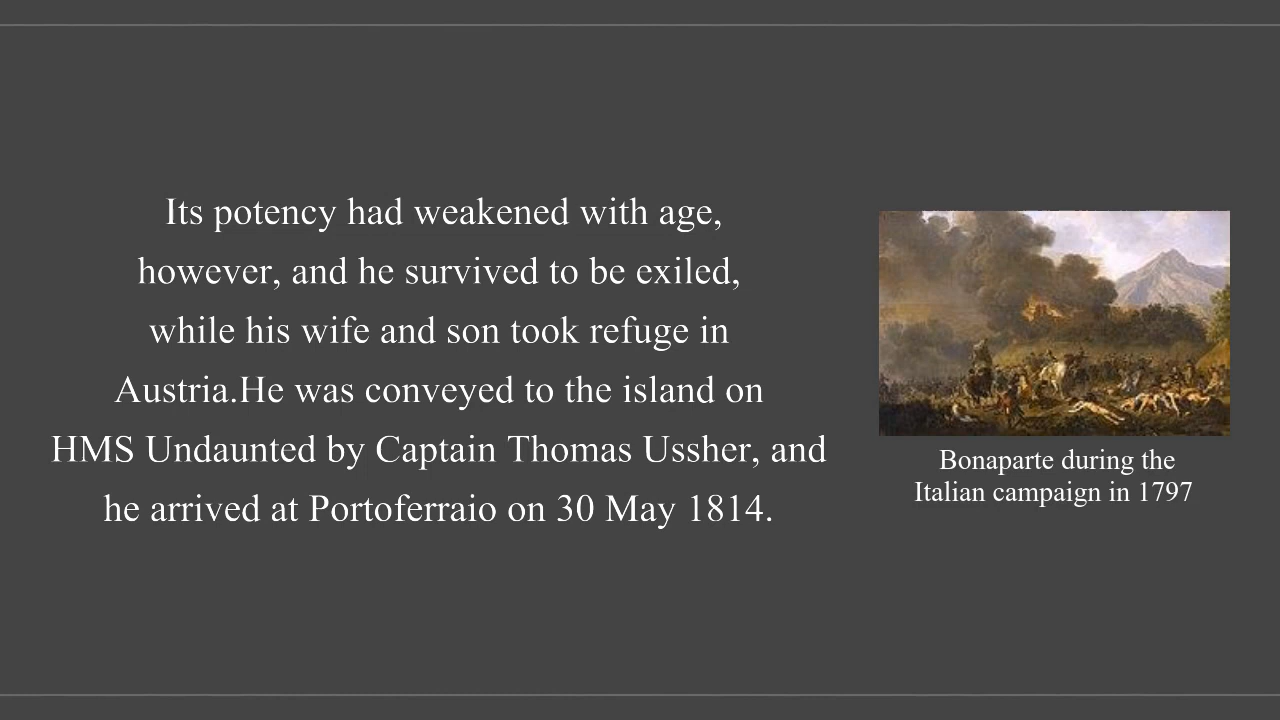 Its potency had weakened with age,
however, and he survived to be exiled,
while his wife and son took refuge in
Austria.He was conveyed to the island on
HMS Undaunted by Captain Thomas Ussher, and
he arrived at Portoferraio on 30 May 1814.
Bonaparte during the
Italian campaign in 1797